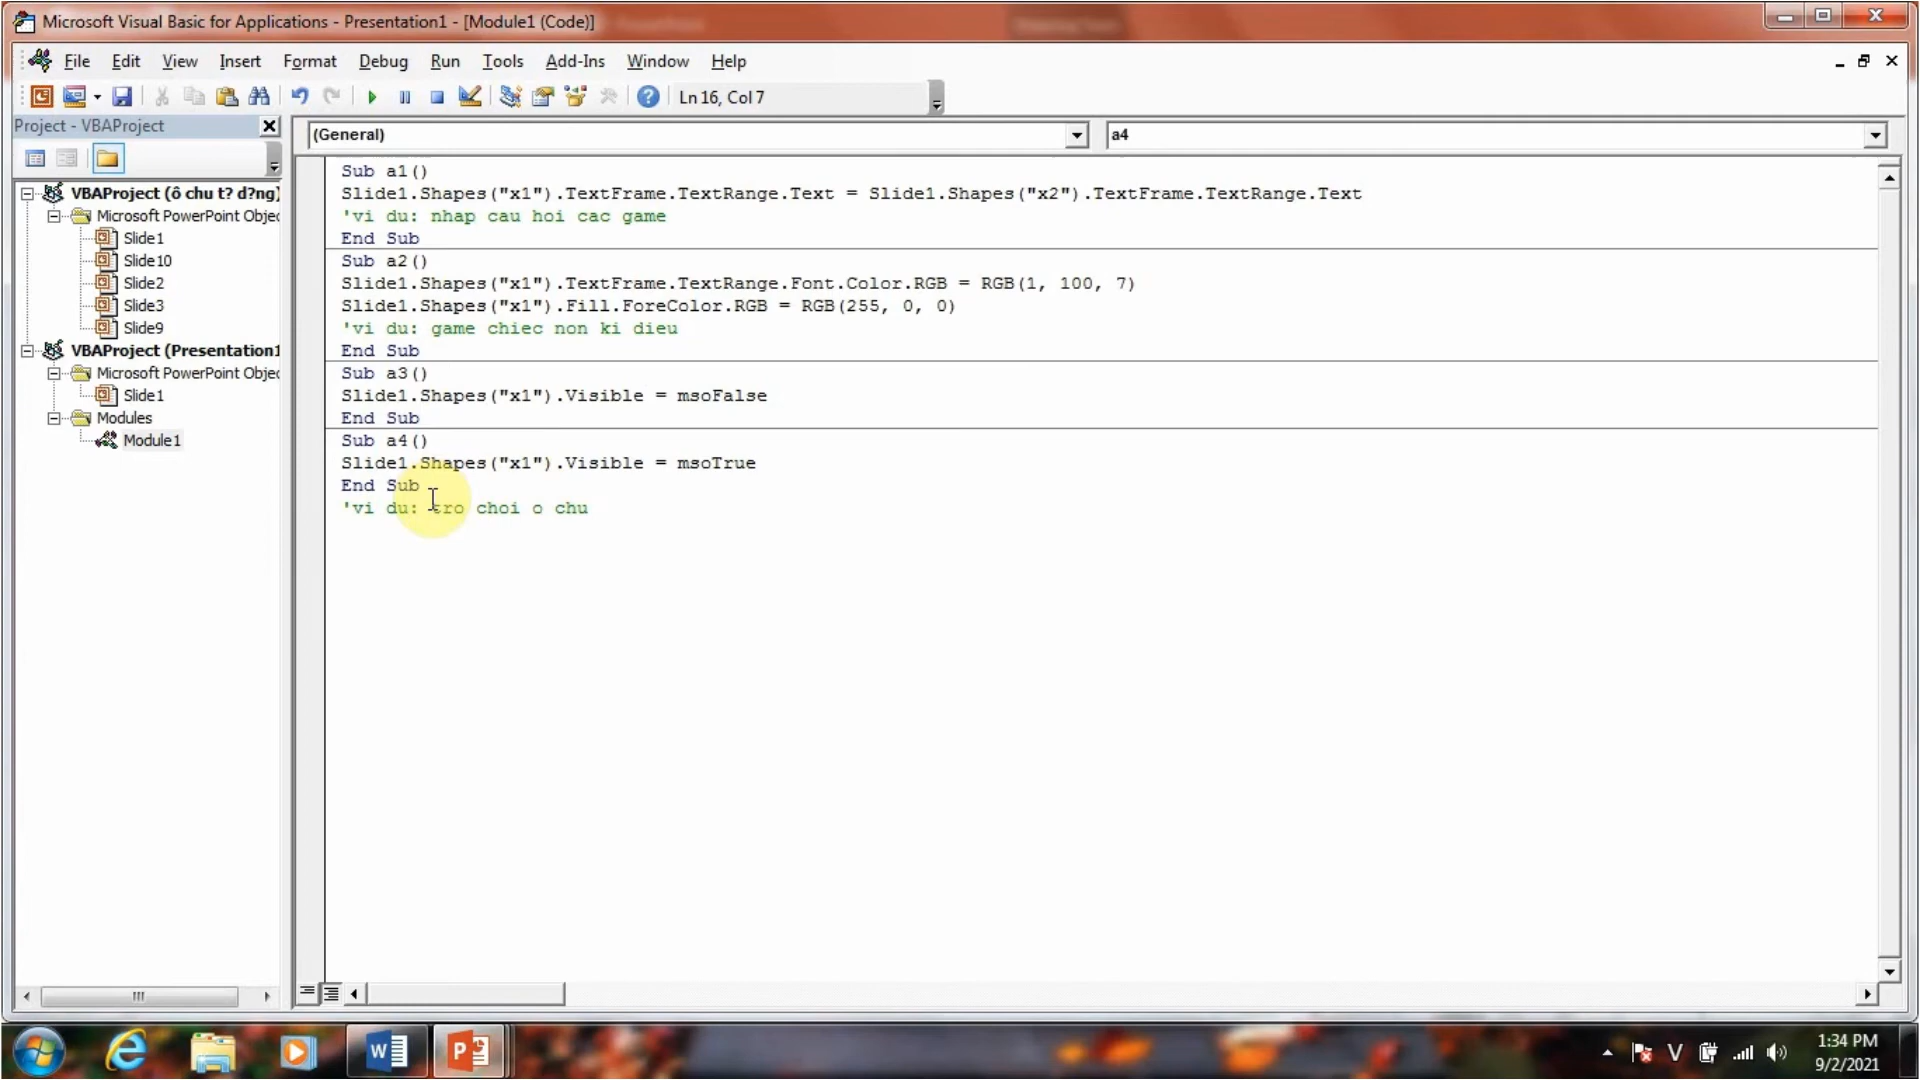 Microsoft Visual Basic for Applications - Presentation1 - [Module1 (Code)]
File Edit View Insert Format Debug Run Tools Add-Ins Window Help
Ln 16, Col 7
Project - VBAProject
(General)
a4
VBAProject (ô chu t? d?ng)
Microsoft PowerPoint Objec
Slide1
Slide10
Slide2
Slide3
Slide9
VBAProject (Presentation1
Microsoft PowerPoint Objec
Slide1
Modules
Module1
Sub a1()
Slide1.Shapes("x1").TextFrame.TextRange.Text = Slide1.Shapes("x2").TextFrame.TextRange.Text
'vi du: nhap cau hoi cac game
End Sub
Sub a2()
Slide1.Shapes("x1").TextFrame.TextRange.Font.Color.RGB = RGB(1, 100, 7)
Slide1.Shapes("x1").Fill.ForeColor.RGB = RGB(255, 0, 0)
'vi du: game chiec non ki dieu
End Sub
Sub a3()
Slide1.Shapes("x1").Visible = msoFalse
End Sub
Sub a4()
Slide1.Shapes("x1").Visible = msoTrue
End Sub
'vi du: tro choi o chu
V
1:34 PM
9/2/2021